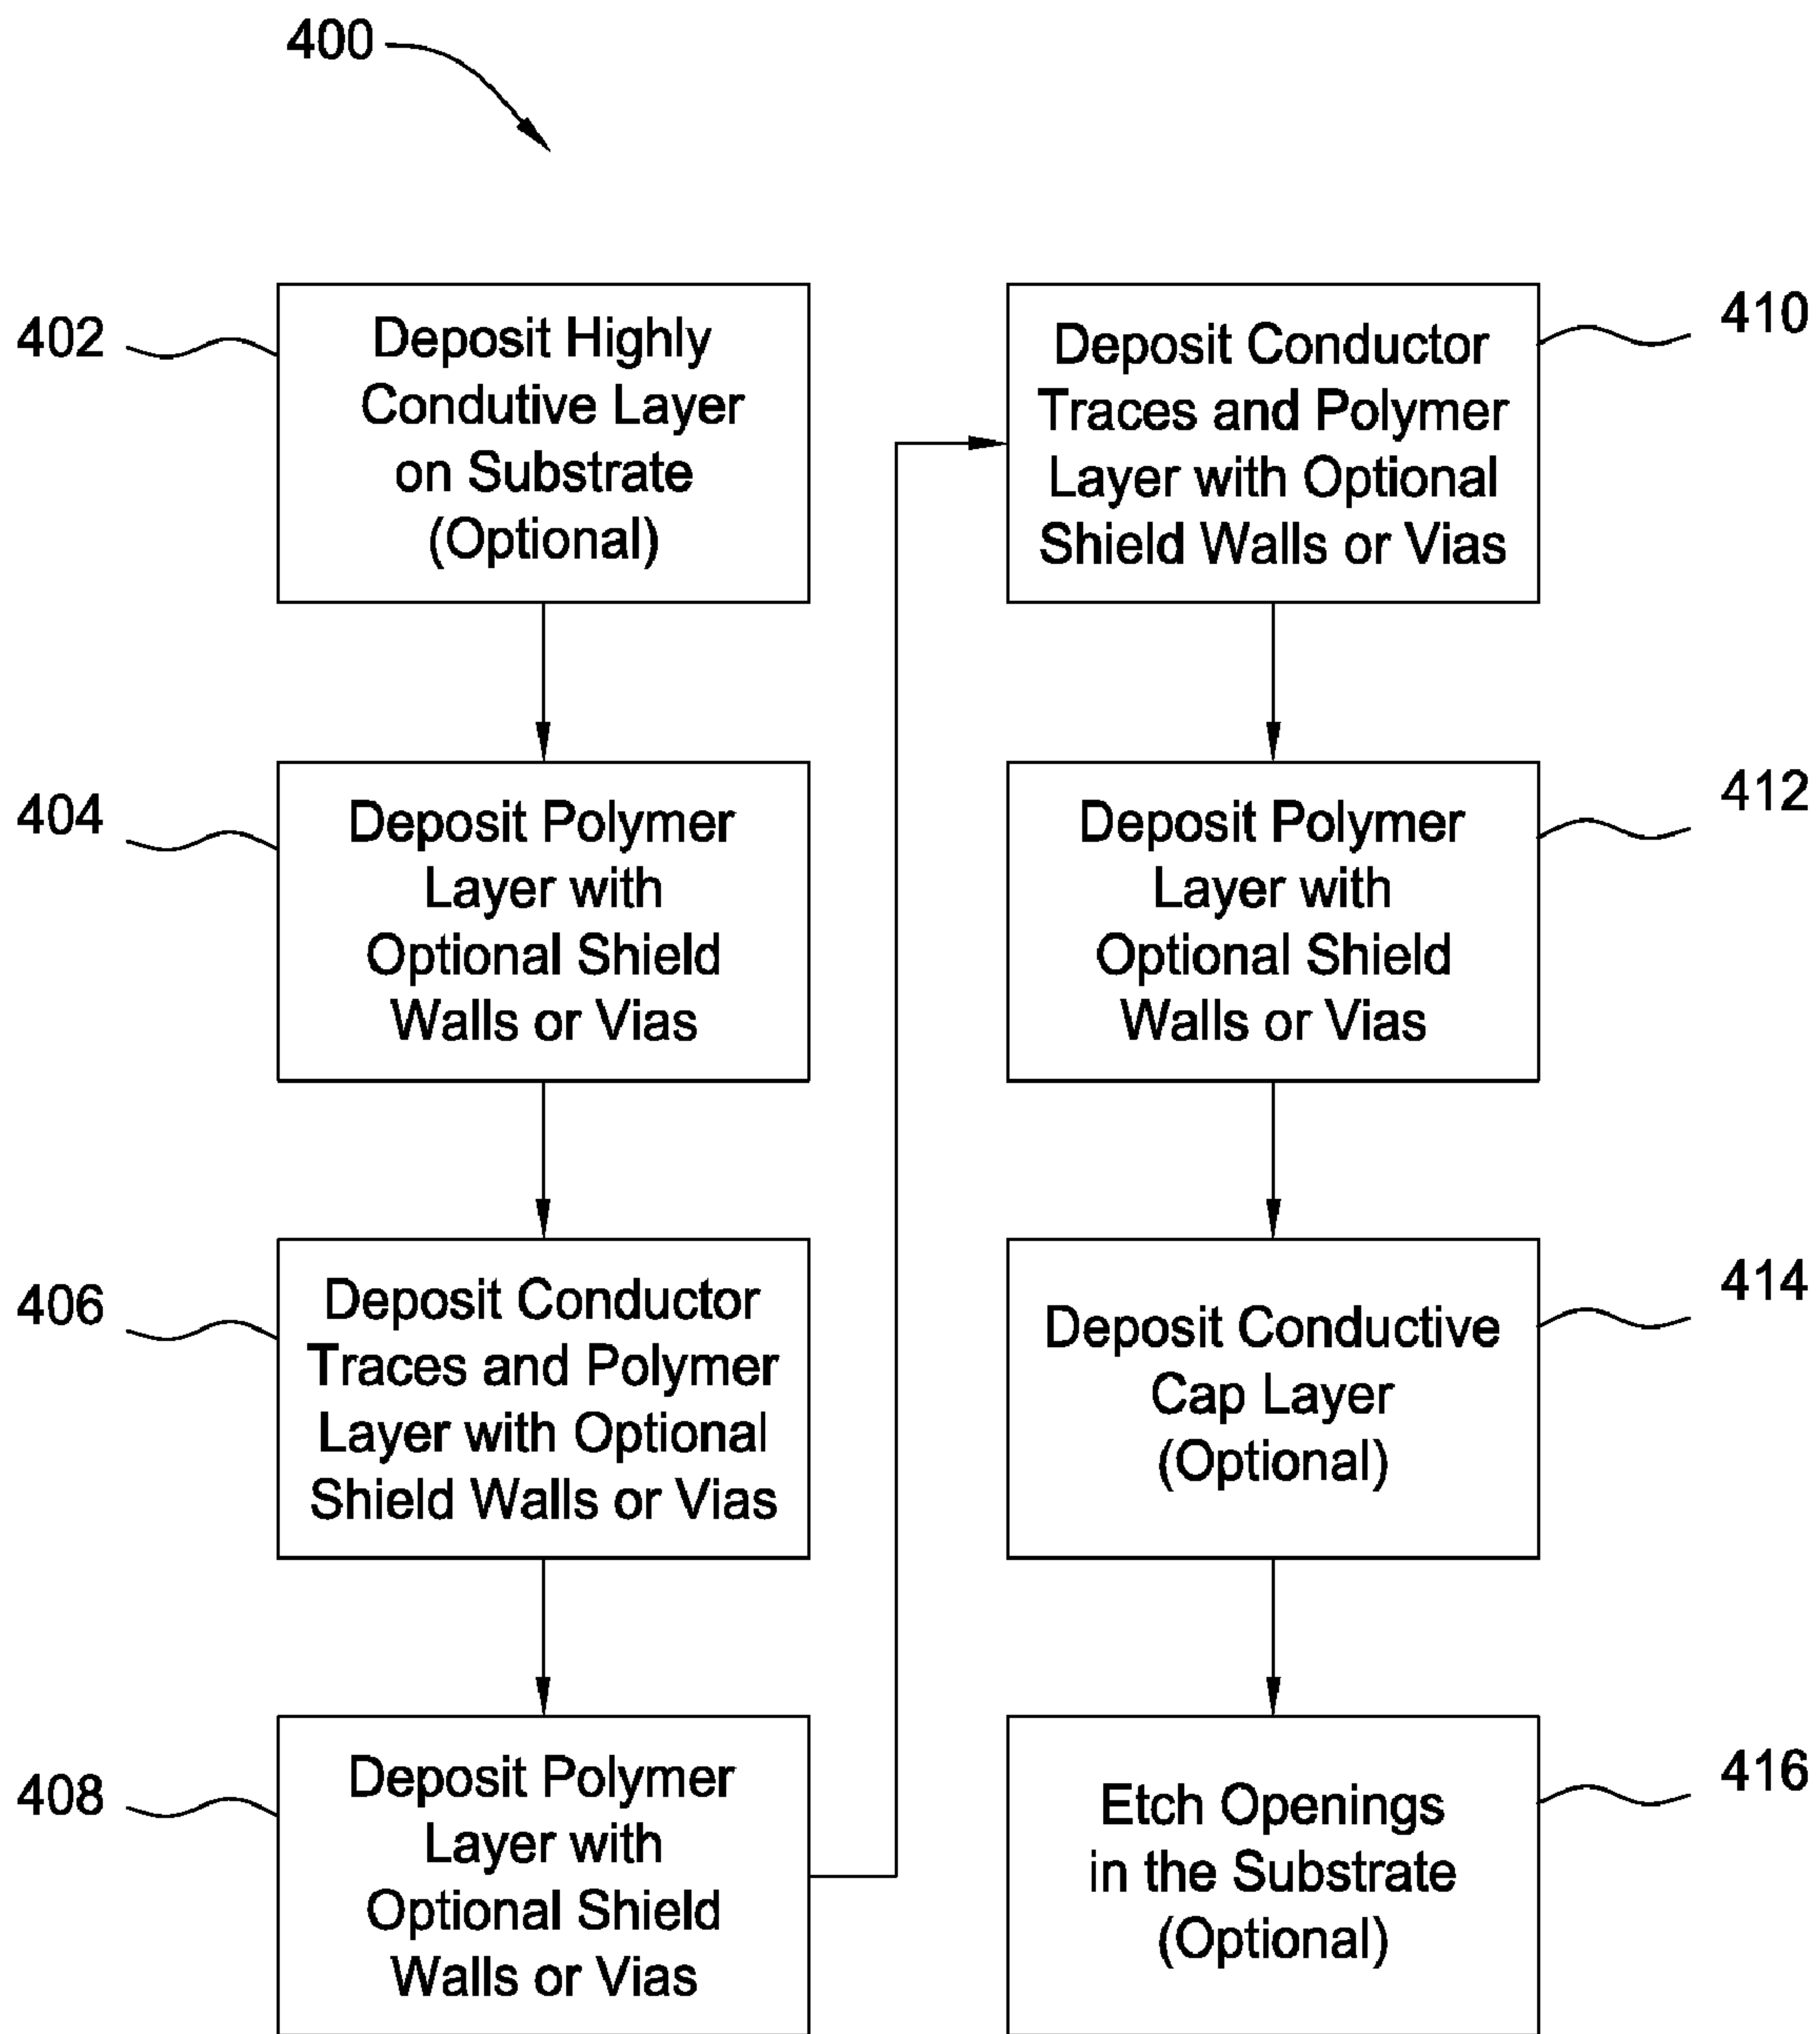 400
402
Deposit Highly
Condutive Layer
on Substrate
(Optional)
404
Deposit Polymer
Layer with
Optional Shield
Walls or Vias
406
Deposit Conductor
Traces and Polymer
Layer with Optional
Shield Walls or Vias
408
Deposit Polymer
Layer with
Optional Shield
Walls or Vias
410
Deposit Conductor
Traces and Polymer
Layer with Optional
Shield Walls or Vias
412
Deposit Polymer
Layer with
Optional Shield
Walls or Vias
414
Deposit Conductive
Cap Layer
(Optional)
416
Etch Openings
in the Substrate
(Optional)